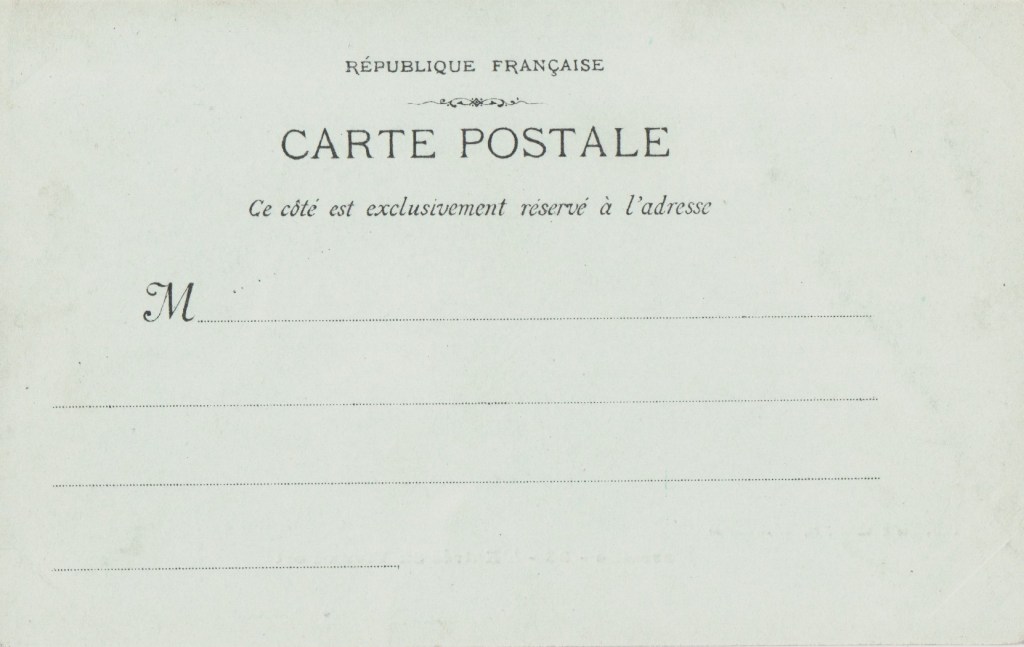 RÉPUBLIQUE FRANÇAISE
CARTE POSTALE
Ce côté est exclusivement réservé à l'adresse
M